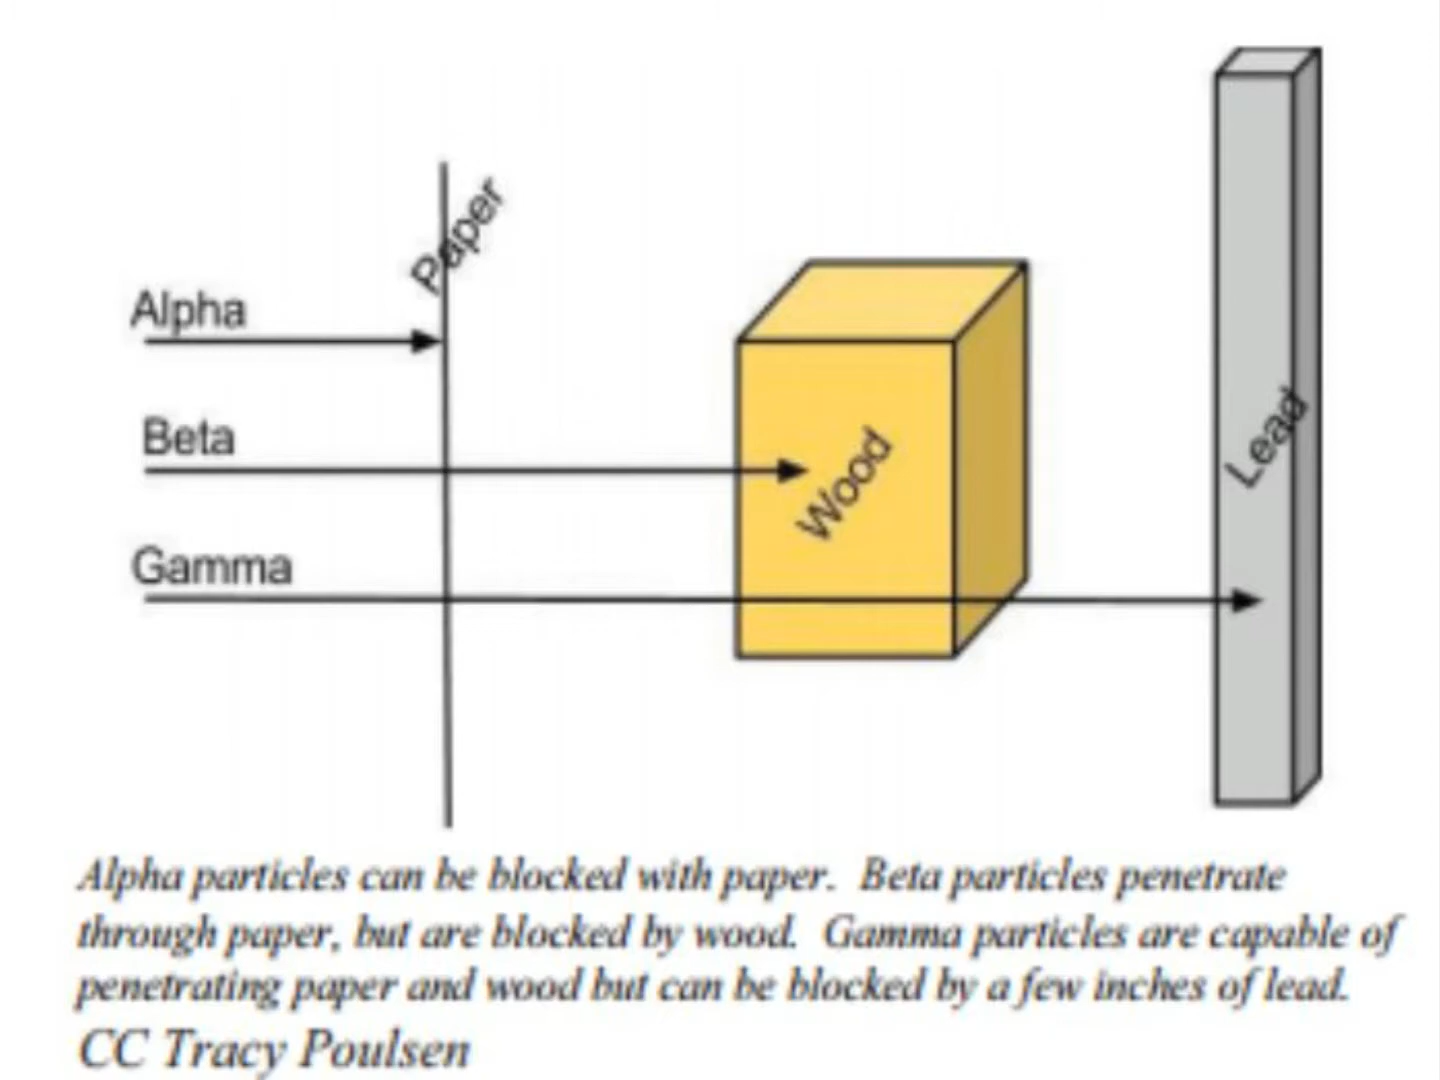 Paper
Alpha
Beta
Gamma
Wood
Lead
Alpha particles can be blocked with paper. Beta particles penetrate
through paper, but are blocked by wood. Gamma particles are capable of
penetrating paper and wood but can be blocked by a few inches of lead.
CC Tracy Poulsen